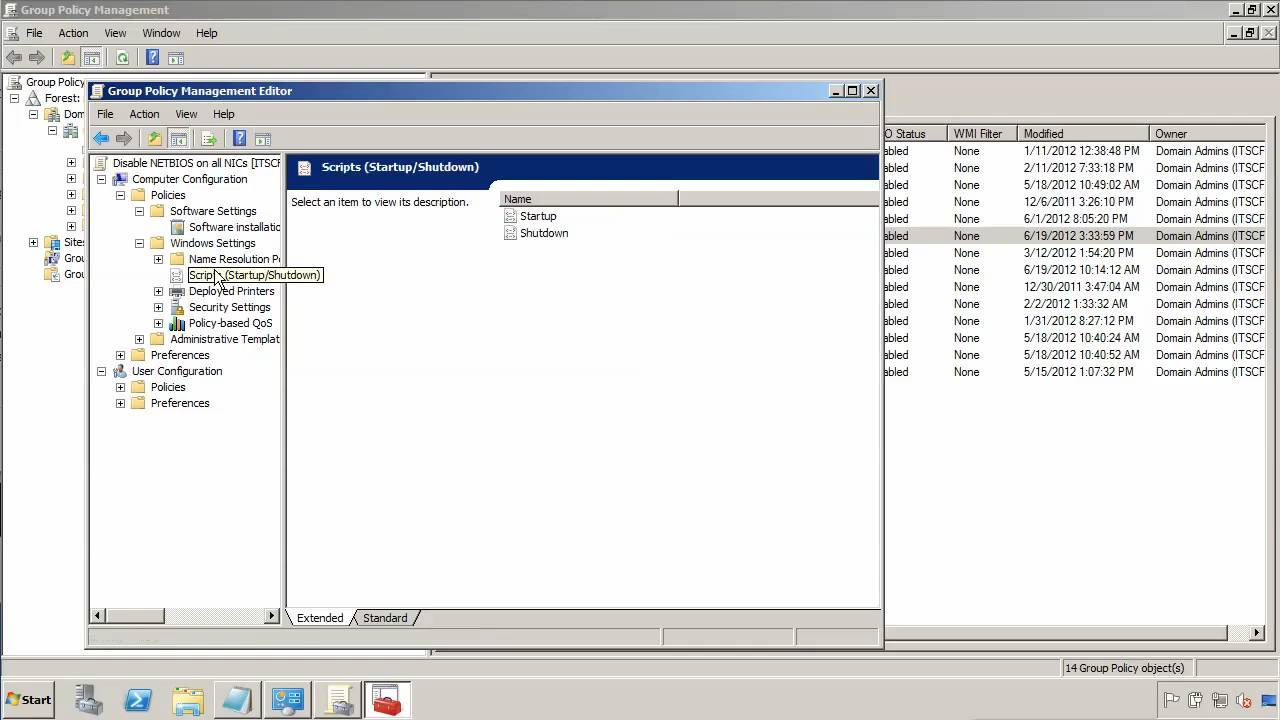 Group Policy Management
File Action View Window Help
Group Policy
Forest:
Dom
Sites
Grou
Grou
Group Policy Management Editor
File Action View Help
Disable NETBIOS on all NICs [ITSCF
Computer Configuration
Policies
Software Settings
Software installatio
Windows Settings
Name Resolution Po
Scripts (Startup/Shutdown)
Deployed Printers
Security Settings
Policy-based QoS
Administrative Templat
Preferences
User Configuration
Policies
Preferences
Scripts (Startup/Shutdown)
Select an item to view its description.
Name
Startup
Shutdown
Extended Standard
O Status WMI Filter Modified Owner
abled None 1/11/2012 12:38:48 PM Domain Admins (ITSCF
abled None 2/11/2012 7:33:18 PM Domain Admins (ITSCF
abled None 5/18/2012 10:49:02 AM Domain Admins (ITSCF
abled None 12/6/2011 3:26:10 PM Domain Admins (ITSCF
abled None 6/1/2012 8:05:20 PM Domain Admins (ITSCF
abled None 6/19/2012 3:33:59 PM Domain Admins (ITSCF
abled None 3/12/2012 1:54:20 PM Domain Admins (ITSCF
abled None 6/19/2012 10:14:12 AM Domain Admins (ITSCF
abled None 12/30/2011 3:47:04 AM Domain Admins (ITSCF
abled None 2/2/2012 1:33:32 AM Domain Admins (ITSCF
abled None 1/31/2012 8:27:12 PM Domain Admins (ITSCF
abled None 5/18/2012 10:40:24 AM Domain Admins (ITSCF
abled None 5/18/2012 10:40:52 AM Domain Admins (ITSCF
abled None 5/15/2012 1:07:32 PM Domain Admins (ITSCF
14 Group Policy object(s)
Start